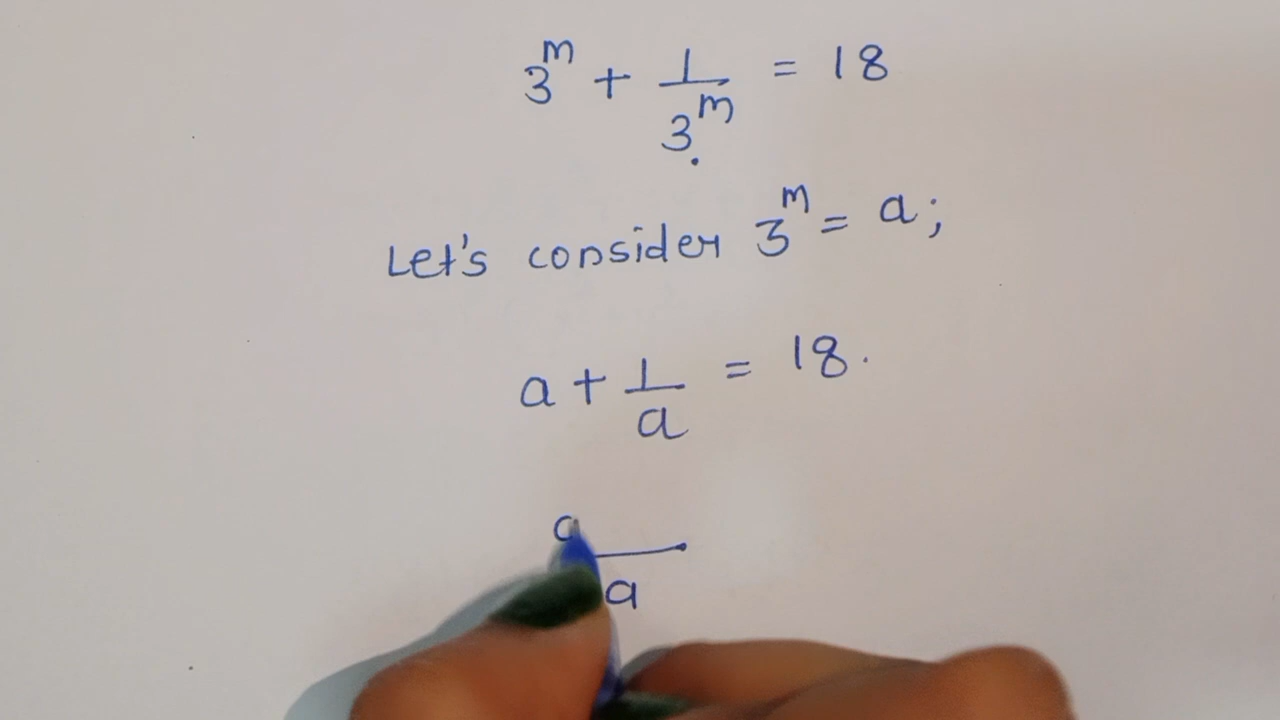 3^m + 1/3^m = 18
Let's consider 3^m = a;
a + 1/a = 18.
a